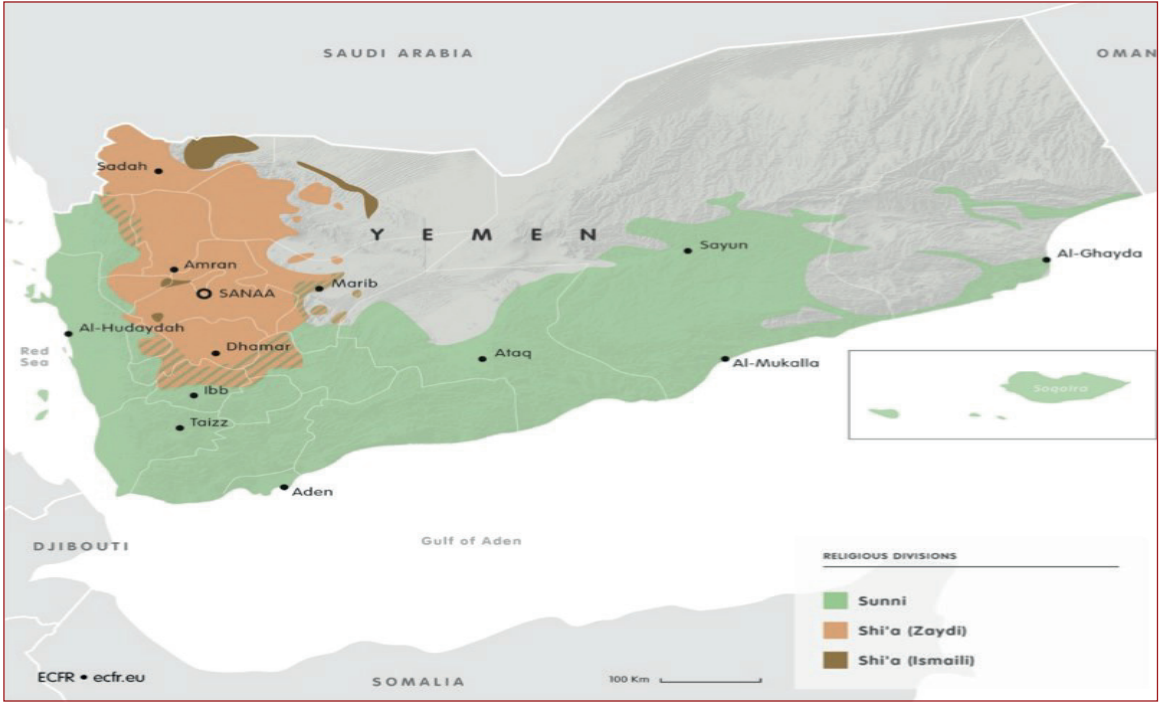 SAUDI ARABIA
OMAN
Sadah
YEMEN
Sayun
Al-Ghayda
Amran
Marib
SANAA
Al-Hudaydah
Red
Sea
Dhamar
Ataq
Al-Mukalla
Ibb
Soqotra
Taizz
Aden
Gulf of Aden
DJIBOUTI
RELIGIOUS DIVISIONS
Sunni
Shi'a (Zaydi)
Shi'a (Ismaili)
ECFR • ecfr.eu
SOMALIA
100 Km